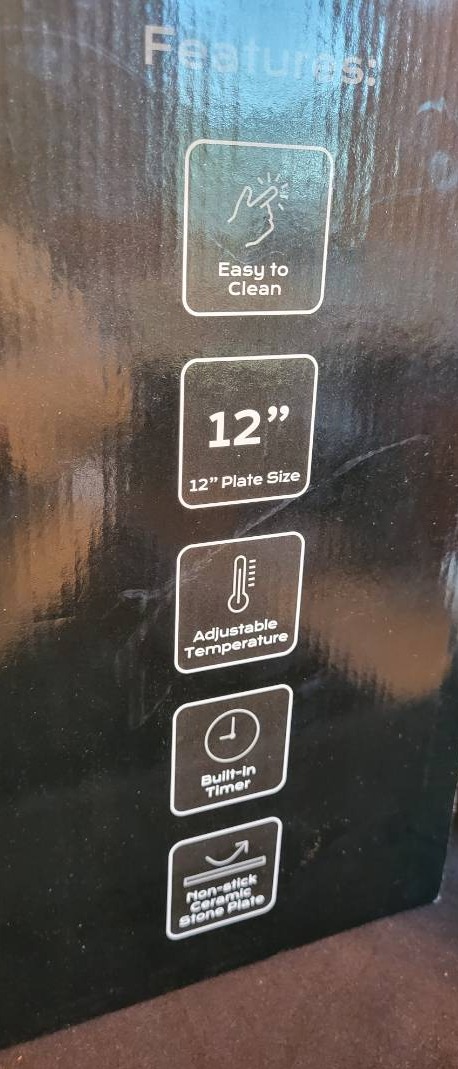 Features:
Easy to
Clean
12”
12” Plate Size
Adjustable
Temperature
Built-in
Timer
Non-stick
Ceramic
Stone Plate